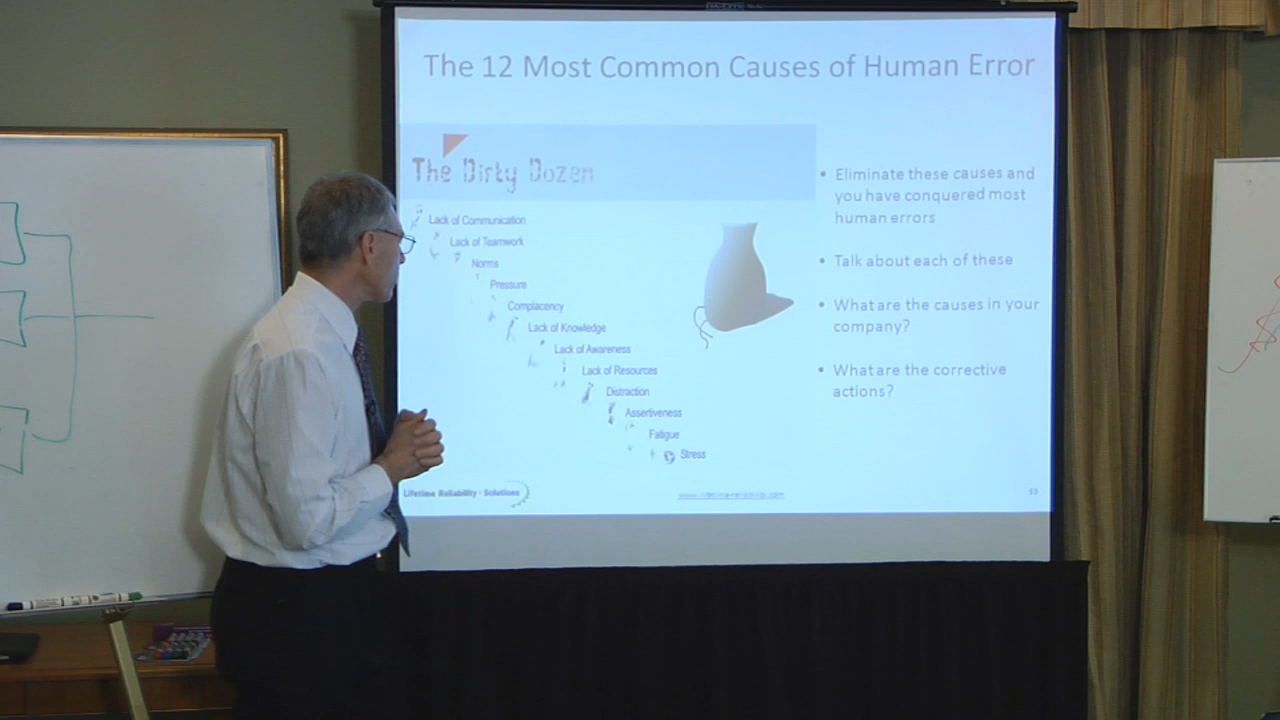 The 12 Most Common Causes of Human Error
The Dirty Dozen
Lack of Communication
Lack of Teamwork
Norms
Pressure
Complacency
Lack of Knowledge
Lack of Awareness
Lack of Resources
Distraction
Assertiveness
Fatigue
Stress
• Eliminate these causes and
you have conquered most
human errors
• Talk about each of these
• What are the causes in your
company?
• What are the corrective
actions?
Lifetime Reliability • Solutions